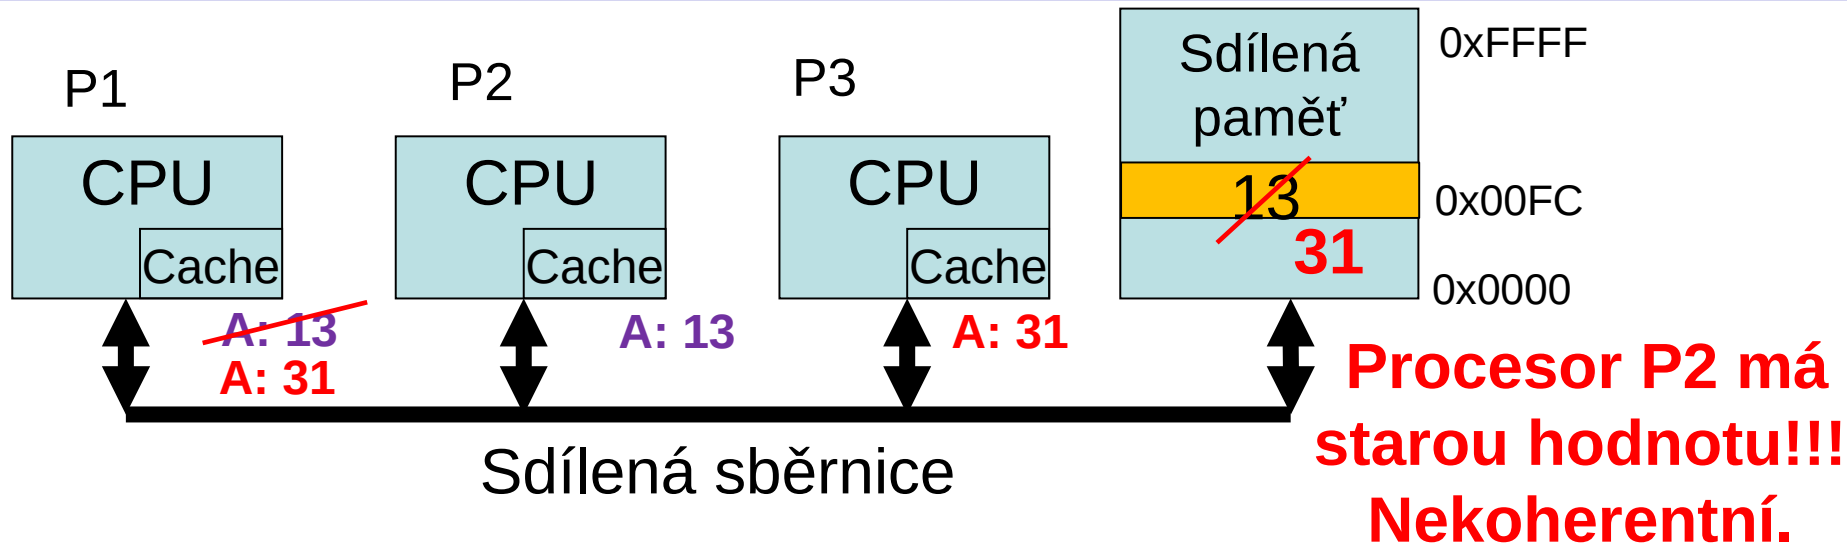 P1
P2
P3
CPU
Cache
CPU
Cache
CPU
Cache
Sdílená
paměť
13
31
0xFFFF
0x00FC
0x0000
A: 13
A: 31
A: 13
A: 31
Sdílená sběrnice
Procesor P2 má
starou hodnotu!!!
Nekoherentní.